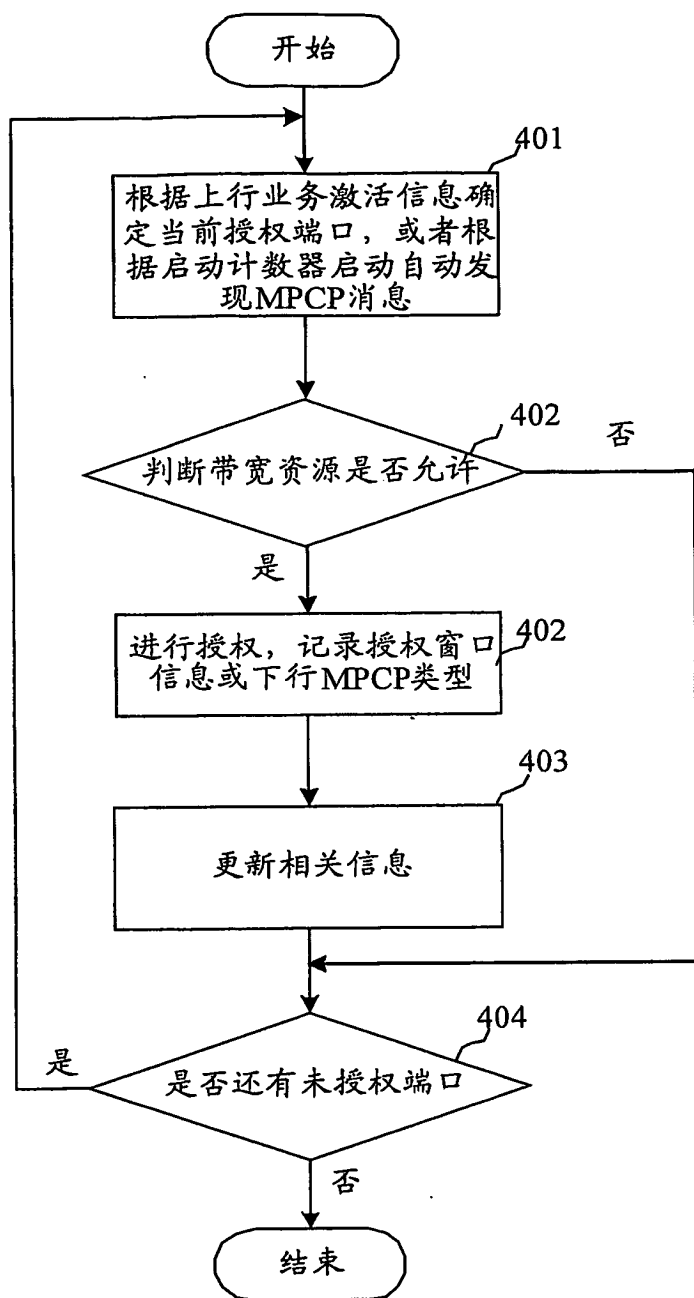 开始
401
根据上行业务激活信息确
定当前授权端口，或者根
据启动计数器启动自动发
现MPCP消息
402
否
判断带宽资源是否允许
是
进行授权，记录授权窗口
信息或下行MPCP类型
402
403
更新相关信息
404
是
是否还有未授权端口
否
结束